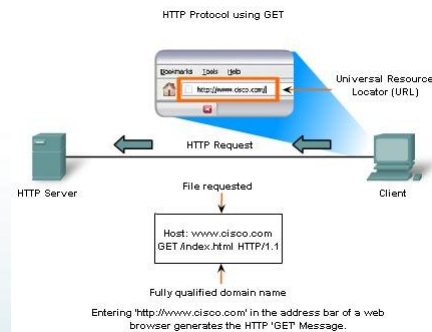 HTTP Protocol using GET
Bookmarks Tools Help
http://www.cisco.com/
Universal Resource
Locator (URL)
HTTP Request
HTTP Server
Client
File requested
Host: www.cisco.com
GET /index.html HTTP/1.1
Fully qualified domain name
Entering 'http://www.cisco.com' in the address bar of a web
browser generates the HTTP 'GET' Message.